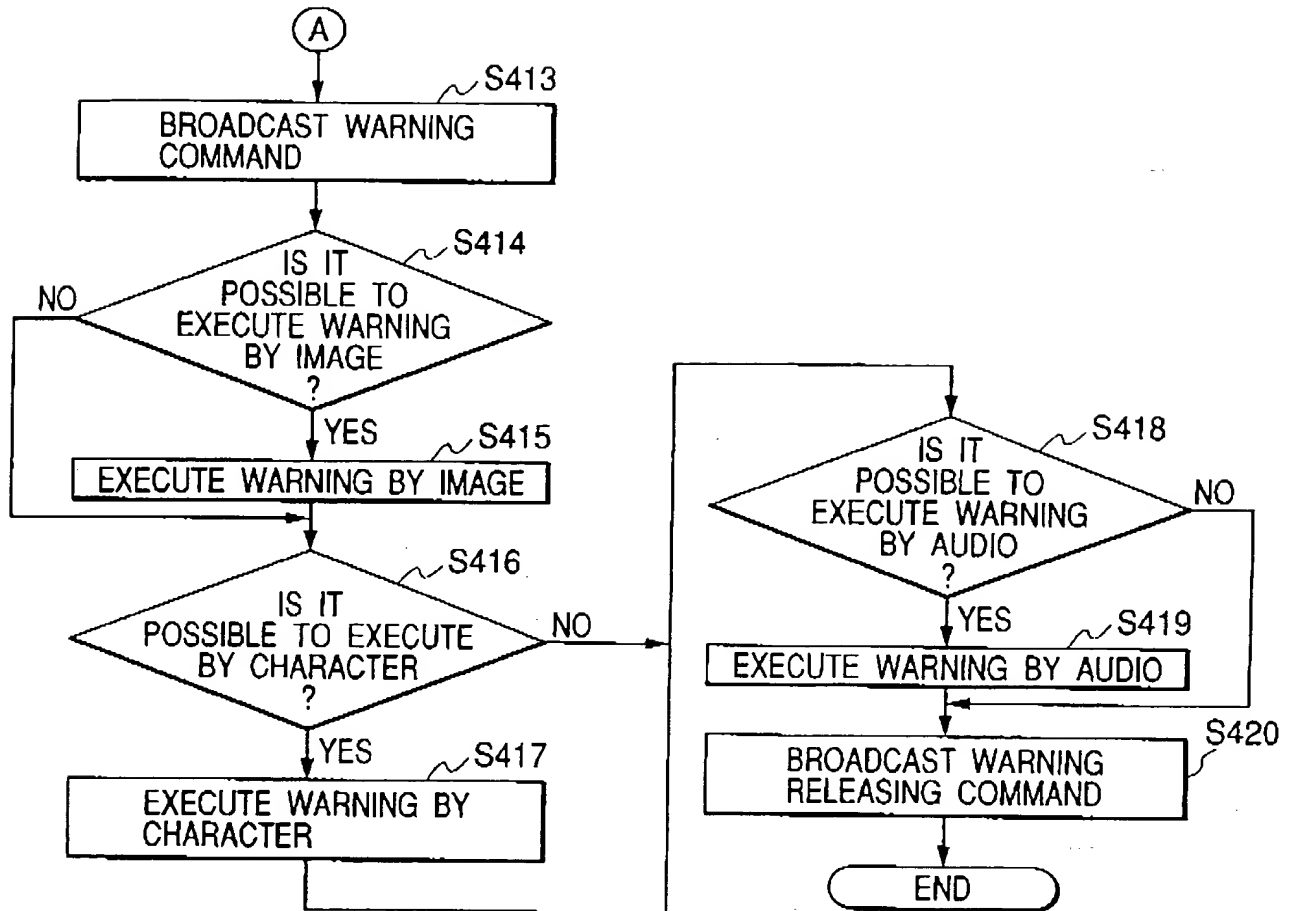 A
S413
BROADCAST WARNING
COMMAND
S414
IS IT
POSSIBLE TO
EXECUTE WARNING
BY IMAGE
?
NO
YES
S415
EXECUTE WARNING BY IMAGE
S416
IS IT
POSSIBLE TO EXECUTE
BY CHARACTER
?
NO
YES
S417
EXECUTE WARNING BY
CHARACTER
S418
IS IT
POSSIBLE TO
EXECUTE WARNING
BY AUDIO
?
NO
YES
S419
EXECUTE WARNING BY AUDIO
S420
BROADCAST WARNING
RELEASING COMMAND
END